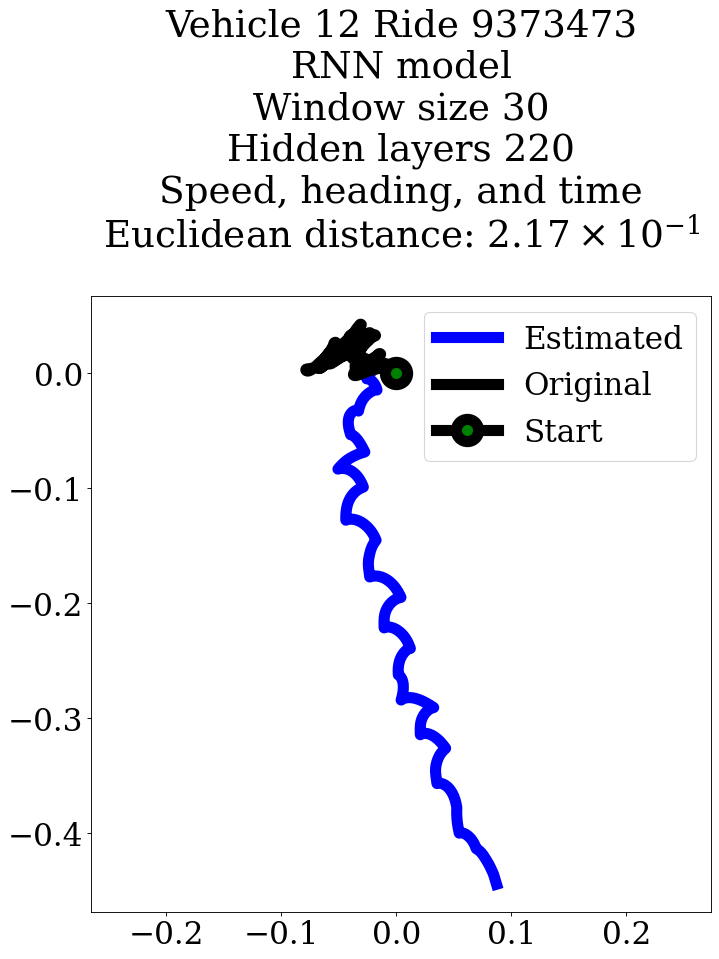 Vehicle 12 Ride 9373473
RNN model
Window size 30
Hidden layers 220
Speed, heading, and time
Euclidean distance: 2.17 × 10⁻¹
Estimated
Original
Start
0.0
−0.1
−0.2
−0.3
−0.4
−0.2 −0.1 0.0 0.1 0.2